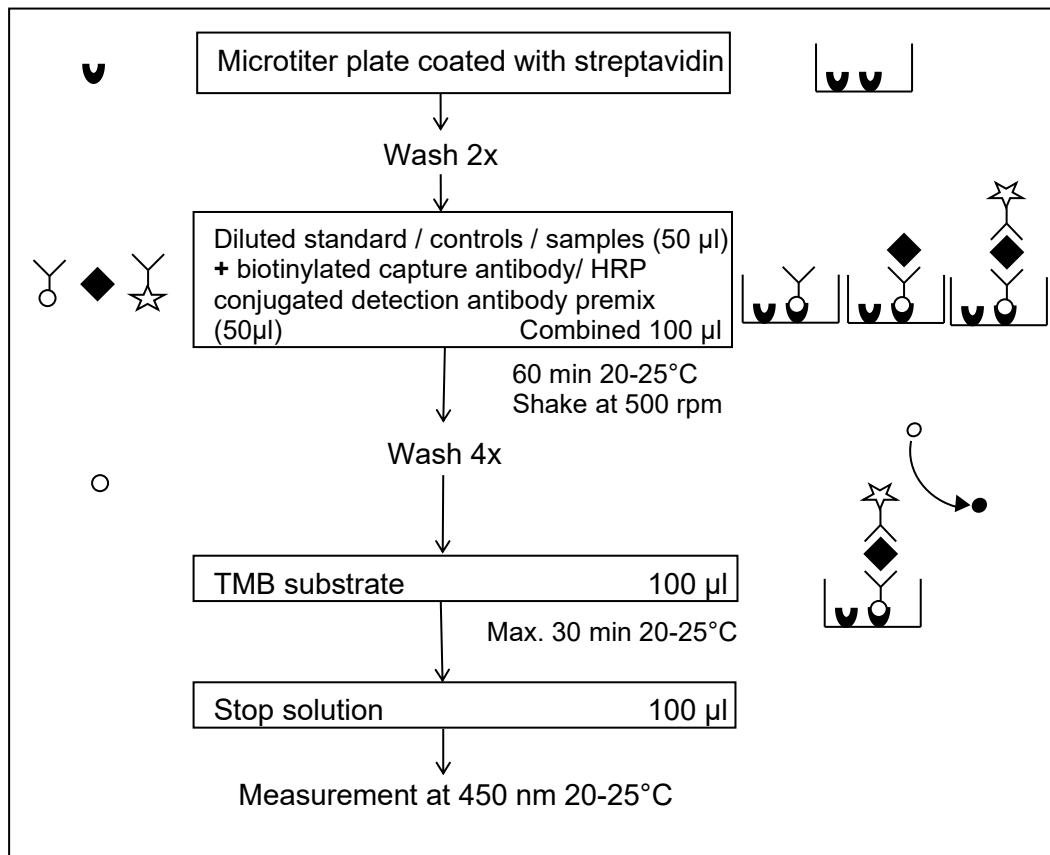 Microtiter plate coated with streptavidin
Wash 2x
Diluted standard / controls / samples (50 µl)
+ biotinylated capture antibody/ HRP
conjugated detection antibody premix
(50µl) Combined 100 µl
60 min 20-25°C
Shake at 500 rpm
Wash 4x
TMB substrate 100 µl
Max. 30 min 20-25°C
Stop solution 100 µl
Measurement at 450 nm 20-25°C